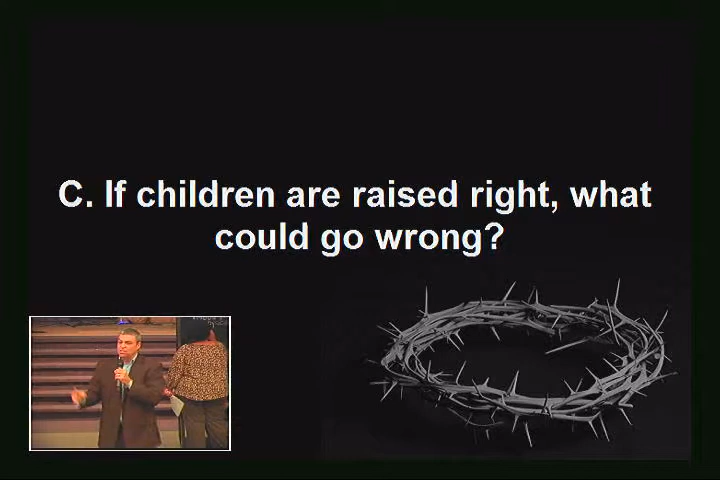 C. If children are raised right, what
could go wrong?